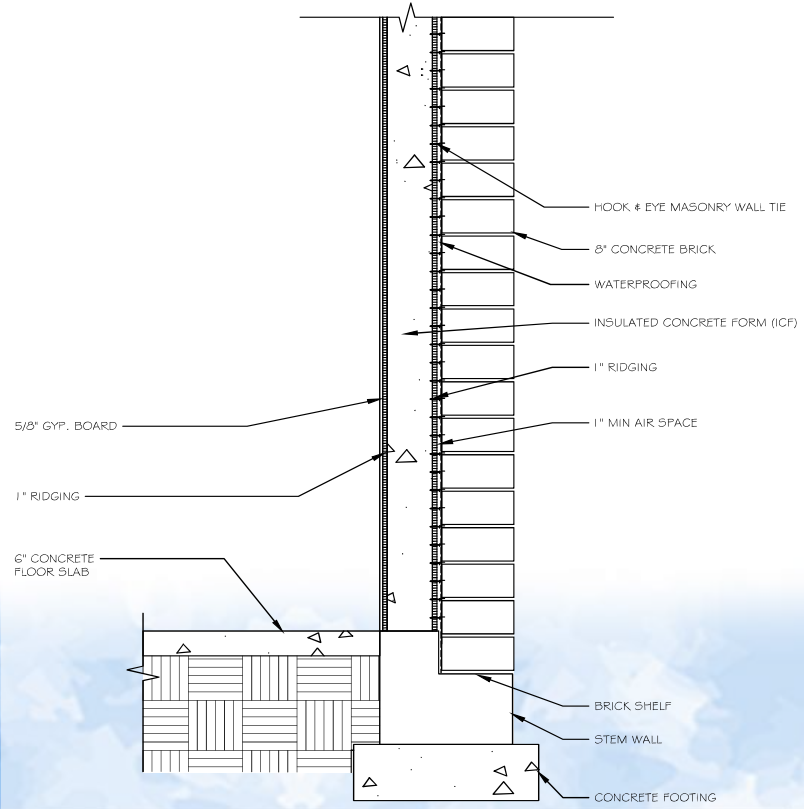 HOOK & EYE MASONRY WALL TIE
8" CONCRETE BRICK
WATERPROOFING
INSULATED CONCRETE FORM (ICF)
1" RIDGING
1" MIN AIR SPACE
5/8" GYP. BOARD
1" RIDGING
6" CONCRETE
FLOOR SLAB
BRICK SHELF
STEM WALL
CONCRETE FOOTING